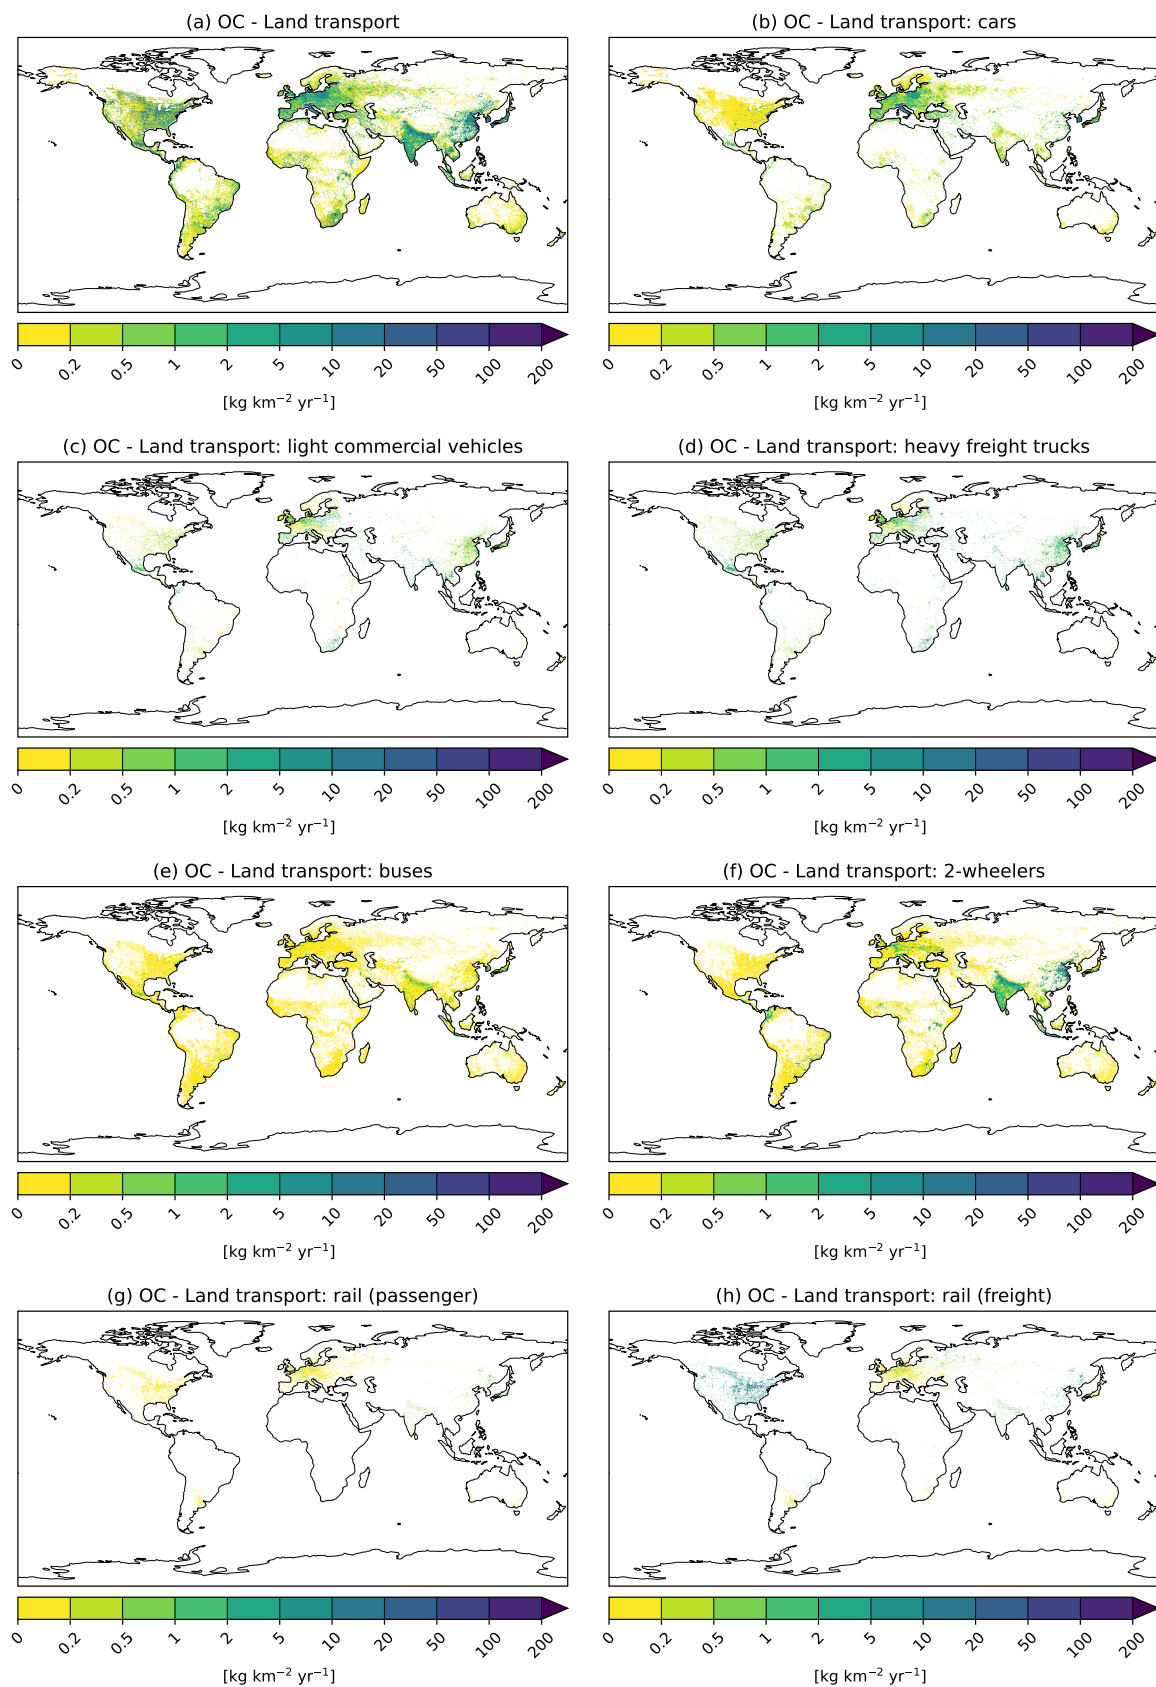 (a) OC - Land transport
(b) OC - Land transport: cars
0 0.2 0.5 1 2 5 10 20 50 100 200
[kg km⁻² yr⁻¹]
0 0.2 0.5 1 2 5 10 20 50 100 200
[kg km⁻² yr⁻¹]
(c) OC - Land transport: light commercial vehicles
(d) OC - Land transport: heavy freight trucks
0 0.2 0.5 1 2 5 10 20 50 100 200
[kg km⁻² yr⁻¹]
0 0.2 0.5 1 2 5 10 20 50 100 200
[kg km⁻² yr⁻¹]
(e) OC - Land transport: buses
(f) OC - Land transport: 2-wheelers
0 0.2 0.5 1 2 5 10 20 50 100 200
[kg km⁻² yr⁻¹]
0 0.2 0.5 1 2 5 10 20 50 100 200
[kg km⁻² yr⁻¹]
(g) OC - Land transport: rail (passenger)
(h) OC - Land transport: rail (freight)
0 0.2 0.5 1 2 5 10 20 50 100 200
[kg km⁻² yr⁻¹]
0 0.2 0.5 1 2 5 10 20 50 100 200
[kg km⁻² yr⁻¹]